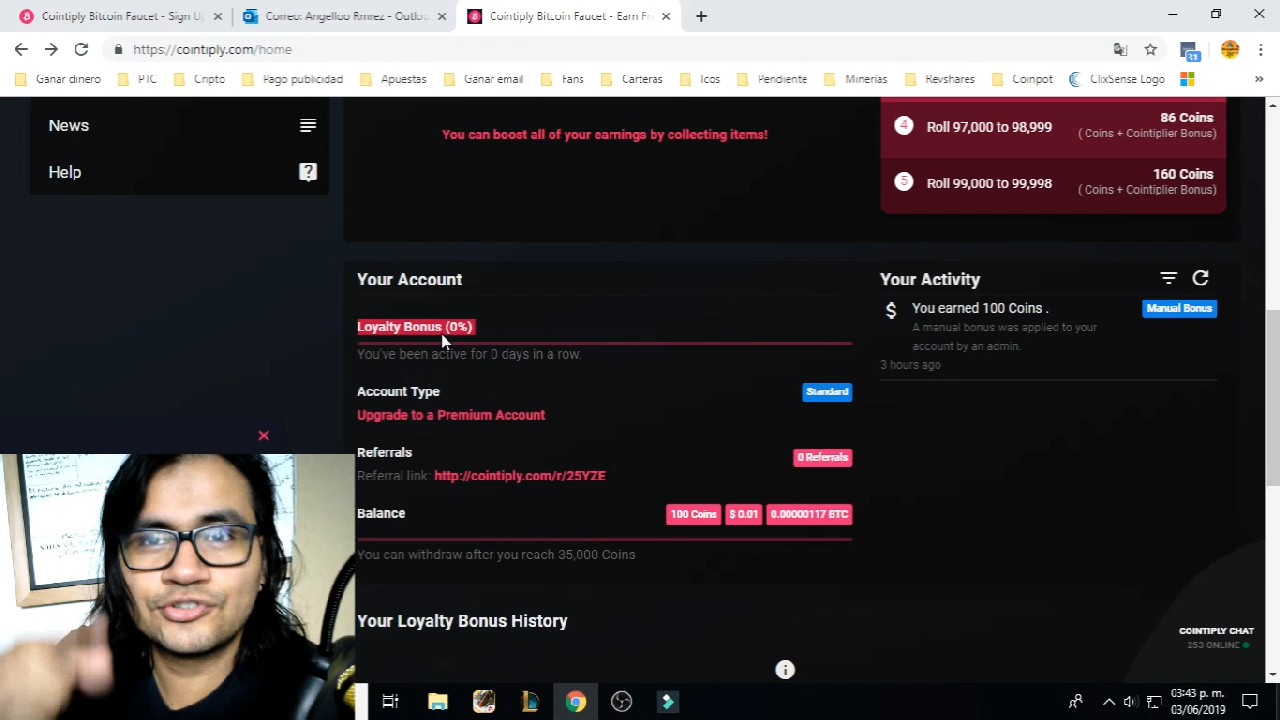 Cointiply Bitcoin Faucet - Sign U
Correo: Angelloo Rmrez - Outlo
Cointiply Bitcoin Faucet - Earn Fr
https://cointiply.com/home
31
Ganar dinero
PTC
Cripto
Pago publicidad
Apuestas
Ganar email
Fans
Carteras
Icos
Pendiente
Minerias
Revshares
Coinpot
ClixSense Logo
News
Help
You can boost all of your earnings by collecting items!
4 Roll 97,000 to 98,999 86 Coins
( Coins + Cointiplier Bonus)
5 Roll 99,000 to 99,998 160 Coins
( Coins + Cointiplier Bonus)
Your Account
Loyalty Bonus (0%)
You've been active for 0 days in a row.
Account Type Standard
Upgrade to a Premium Account
Referrals 0 Referrals
Referral link: http://cointiply.com/r/25YZE
Balance 100 Coins $ 0.01 0.00000117 BTC
You can withdraw after you reach 35,000 Coins
Your Loyalty Bonus History
Your Activity
You earned 100 Coins . Manual Bonus
A manual bonus was applied to your
account by an admin.
3 hours ago
COINTIPLY CHAT
253 ONLINE
03:43 p. m.
03/06/2019